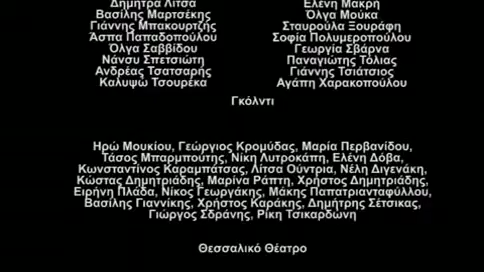 Δήμητρα Λίτσα Ελένη Μακρή
Βασίλης Μαρτσέκης Όλγα Μούκα
Γιάννης Μπακουρτζής Σταυρούλα Ξουράφη
Άσπα Παπαδοπούλου Σοφία Πολυμεροπούλου
Όλγα Σαββίδου Γεωργία Σβάρνα
Νάνσυ Σπετσιώτη Παναγιώτης Τόλιας
Ανδρέας Τσατσαρής Γιάννης Τσιάτσιος
Καλυψώ Τσουρέκα Αγάπη Χαρακοπούλου
Γκόλντι
Ηρώ Μουκίου, Γεώργιος Κρομύδας, Μαρία Περβανίδου,
Τάσος Μπαρμπούτης, Νίκη Λυτροκάπη, Ελένη Δόβα,
Κωνσταντίνος Καραμπάτσας, Λίτσα Ούντρια, Νέλη Διγενάκη,
Κώστας Δημητριάδης, Μαρίνα Ράπτη, Χρήστος Δημητριάδης,
Ειρήνη Πλάδα, Νίκος Γεωργάκης, Μάκης Παπατριανταφύλλου,
Βασίλης Γιαννίκης, Χρήστος Καράκης, Δημήτρης Σέτσικας,
Γιώργος Σδράνης, Ρίκη Τσικαρδώνη
Θεσσαλικό Θέατρο